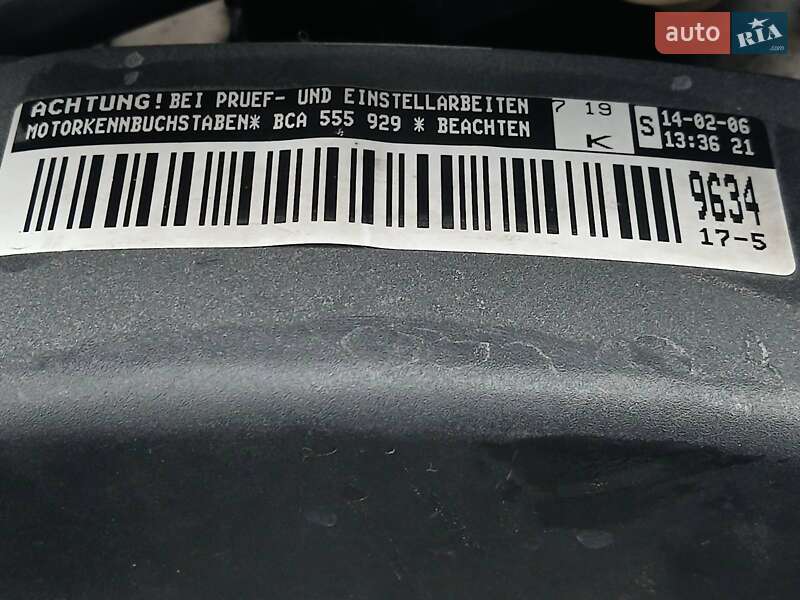 auto RIA.com
ACHTUNG! BEI PRUEF- UND EINSTELLARBEITEN
MOTORKENNBUCHSTABEN* BCA 555 929 * BEACHTEN
7 19
K
S
14-02-06
13:36 21
9634
17-5